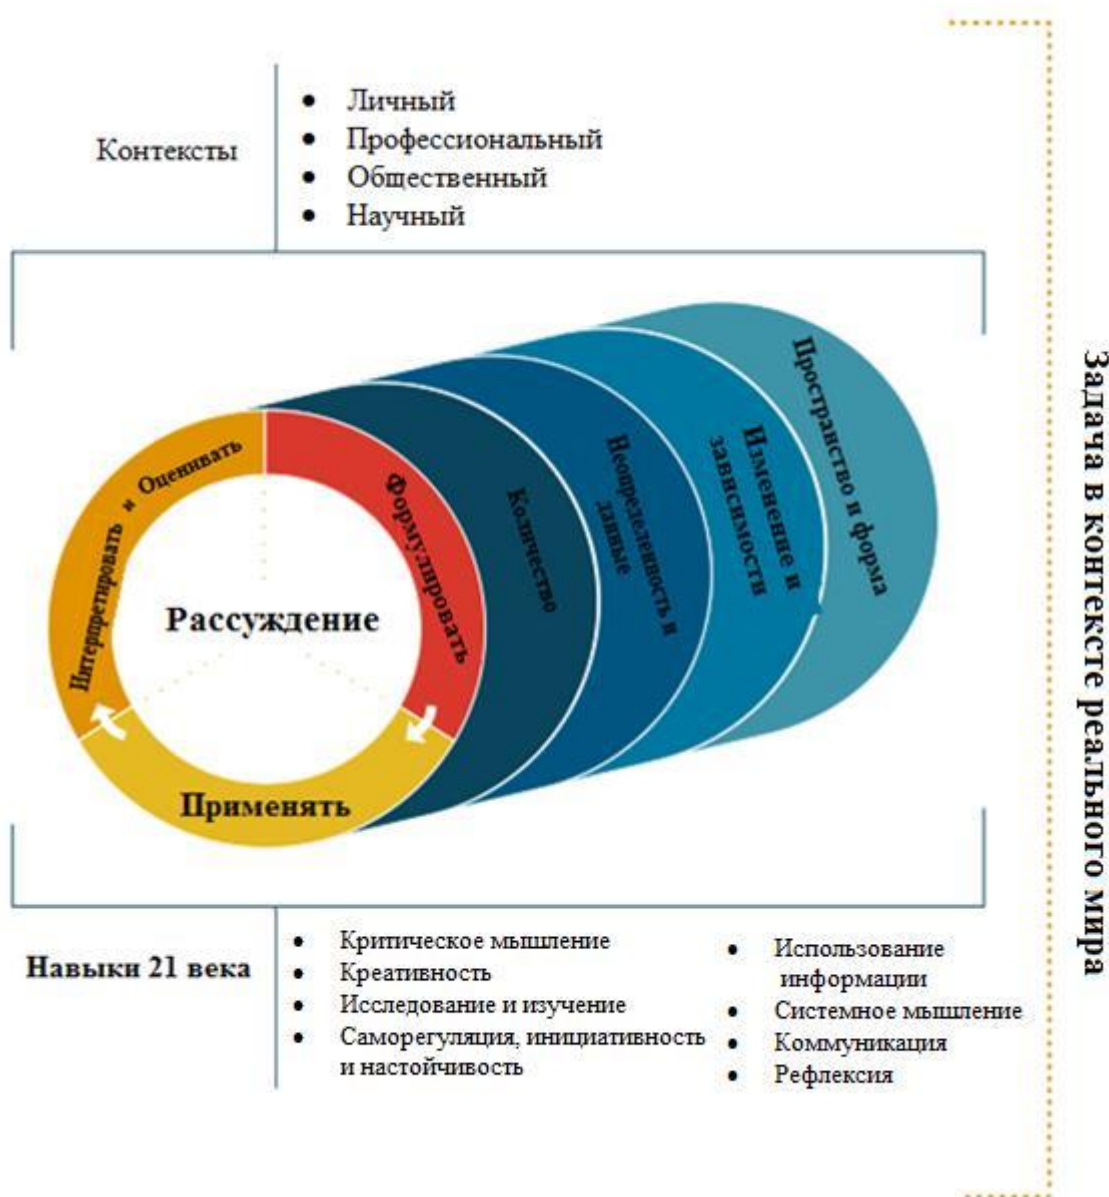 Контексты
• Личный
• Профессиональный
• Общественный
• Научный
Интерпретировать и Оценивать
Формулировать
Применять
Рассуждение
Количество
Неопределенность и
данные
Изменение и
зависимости
Пространство и форма
Задача в контексте реального мира
Навыки 21 века
• Критическое мышление
• Креативность
• Исследование и изучение
• Саморегуляция, инициативность
и настойчивость
• Использование
информации
• Системное мышление
• Коммуникация
• Рефлексия